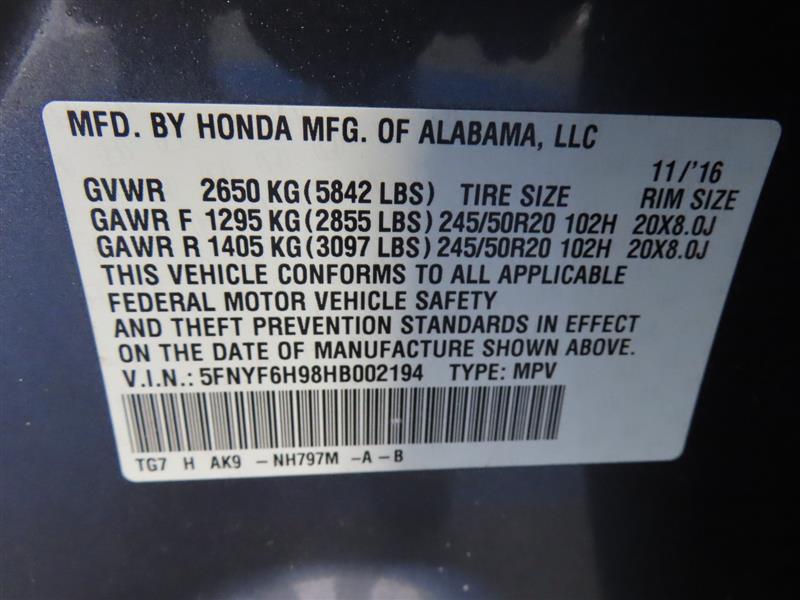 MFD. BY HONDA MFG. OF ALABAMA, LLC
11/'16
GVWR 2650 KG(5842 LBS) TIRE SIZE RIM SIZE
GAWR F 1295 KG(2855 LBS) 245/50R20 102H 20X8.0J
GAWR R 1405 KG(3097 LBS) 245/50R20 102H 20X8.0J
THIS VEHICLE CONFORMS TO ALL APPLICABLE
FEDERAL MOTOR VEHICLE SAFETY
AND THEFT PREVENTION STANDARDS IN EFFECT
ON THE DATE OF MANUFACTURE SHOWN ABOVE.
V.I.N.: 5FNYF6H98HB002194 TYPE: MPV
TG7 H AK9 -NH797M -A-B